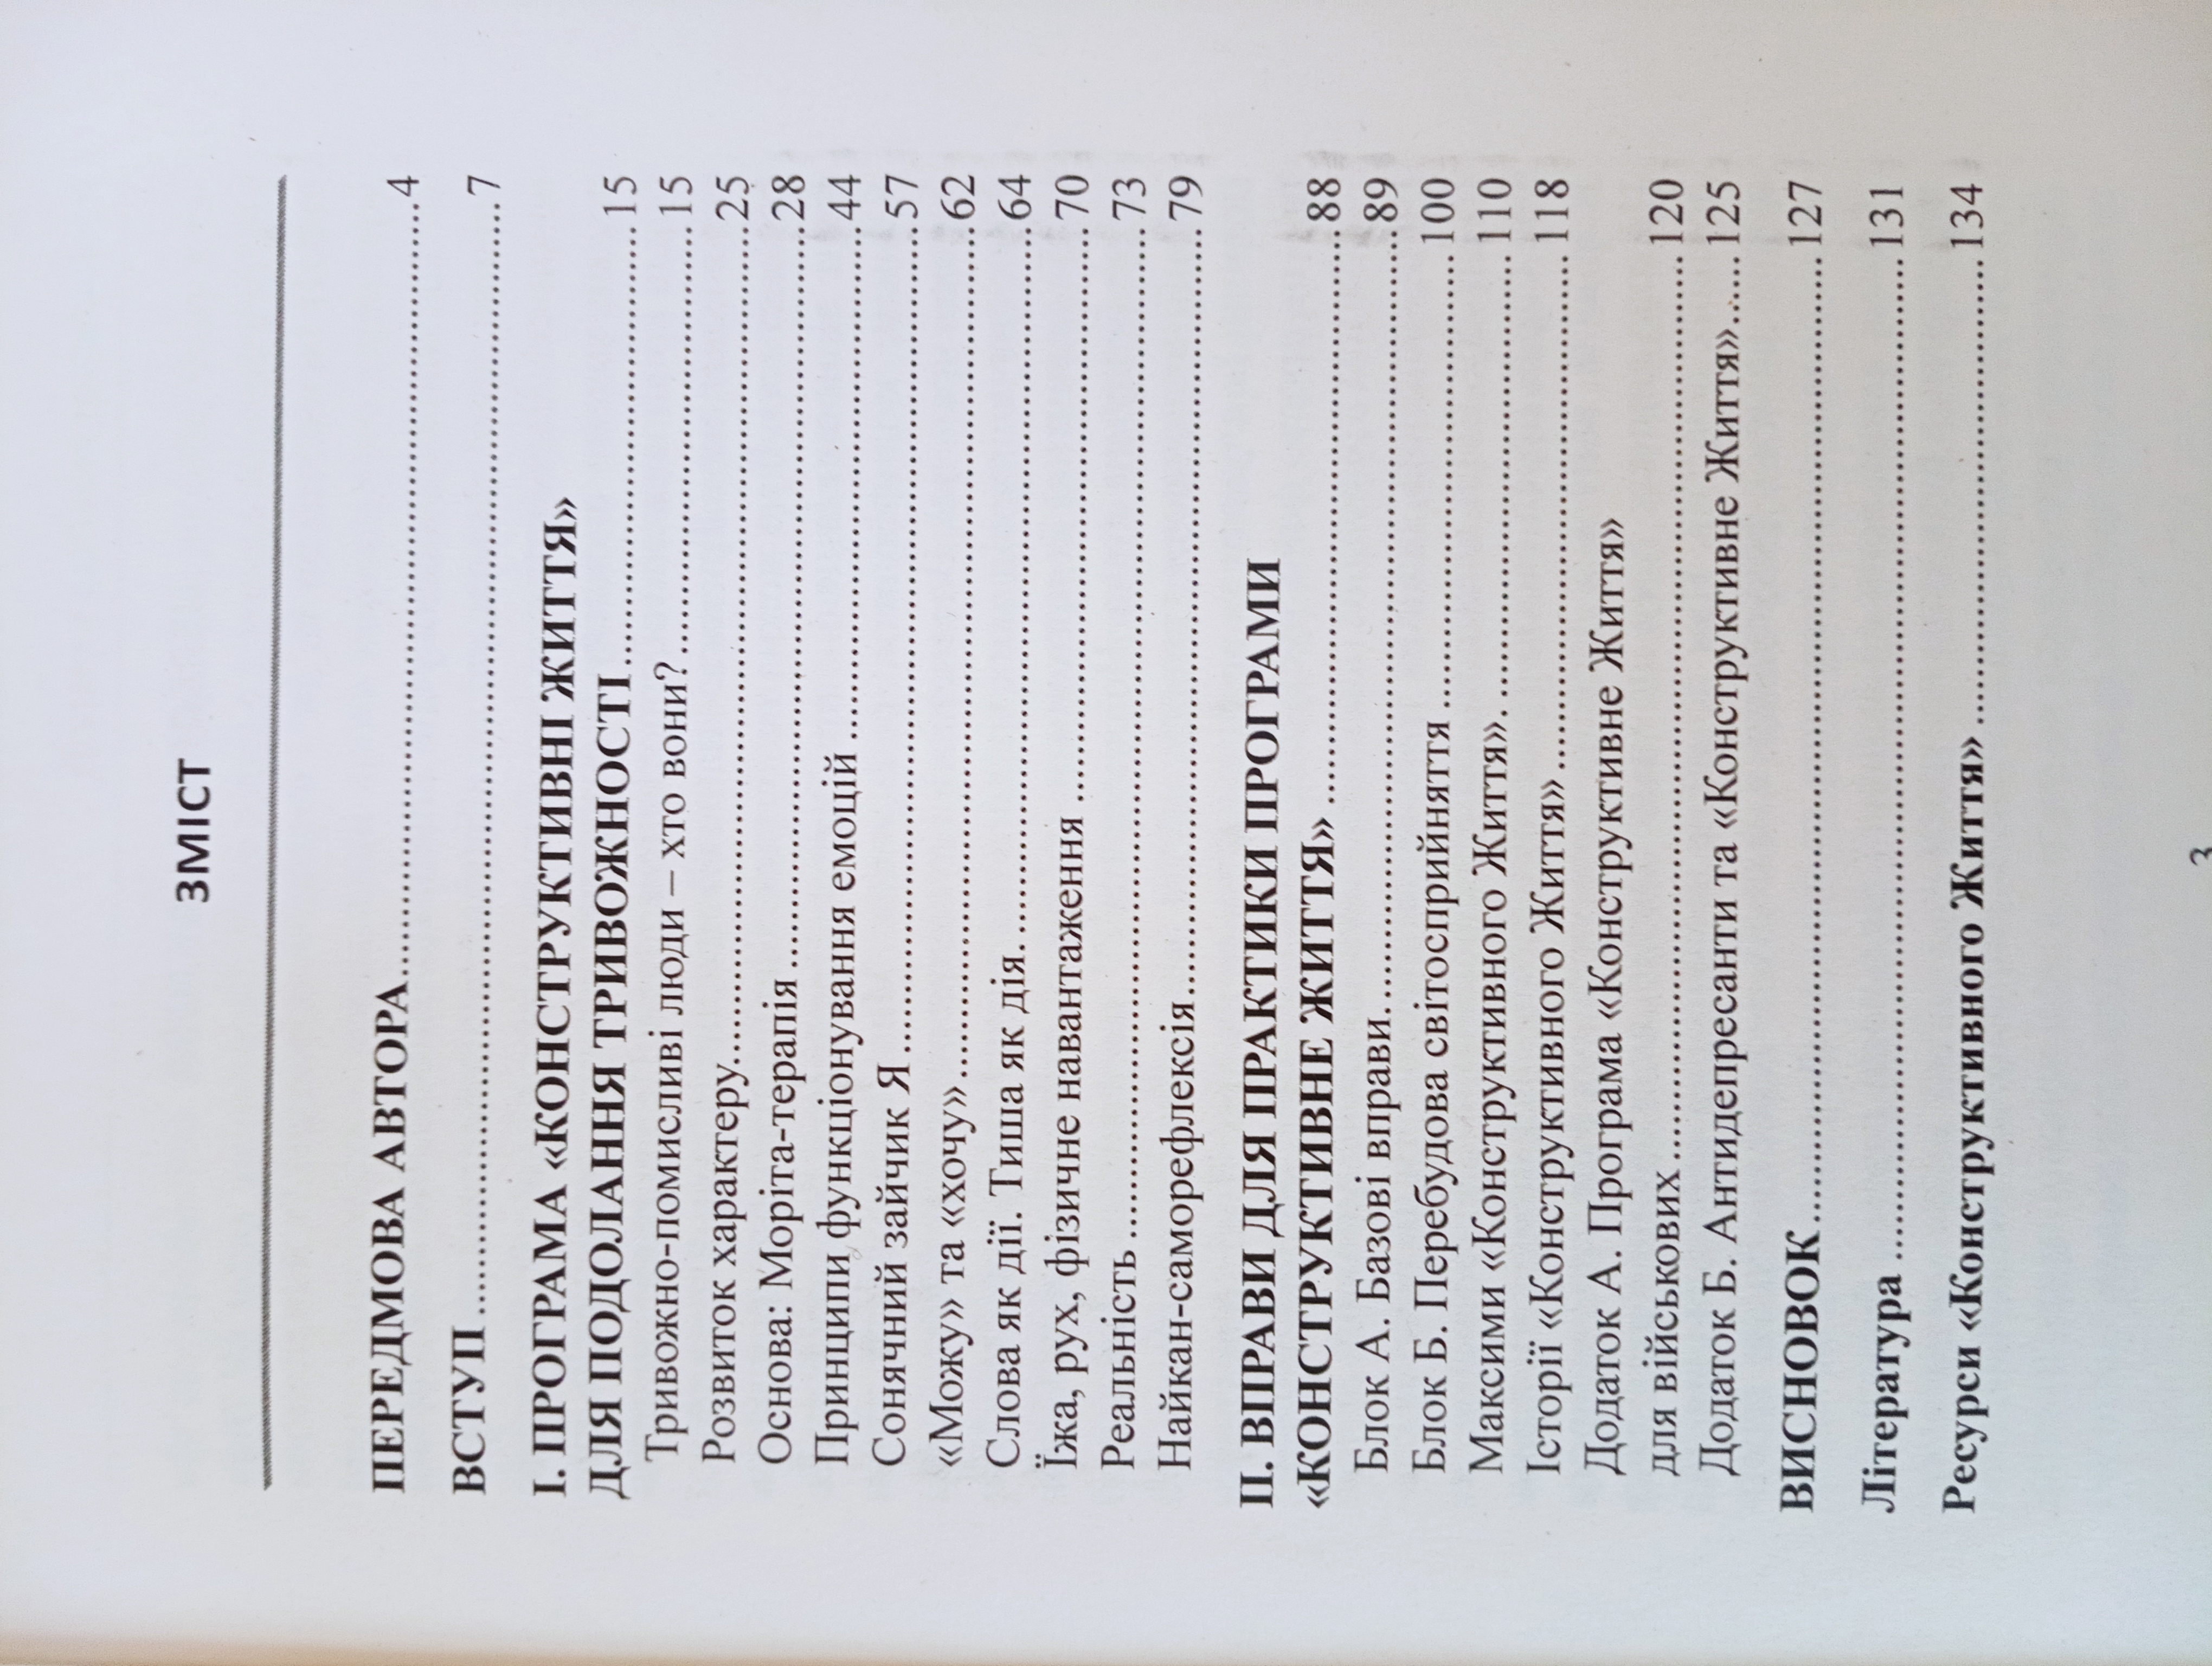 ЗМІСТ
ПЕРЕДМОВА АВТОРА........................................................................4
ВСТУП........................................................................7
І. ПРОГРАМА «КОНСТРУКТИВНІ ЖИТТЯ»
ДЛЯ ПОДОЛАННЯ ТРИВОЖНОСТІ........................................15
Тривожно-помисливі люди – хто вони?........................................15
Розвиток характеру........................................25
Основа: Моріта-терапія........................................28
Принципи функціонування емоцій........................................44
Сонячний зайчик Я........................................57
«Можу» та «хочу»........................................62
Слова як дії. Тиша як дія.........................................64
Їжа, рух, фізичне навантаження........................................70
Реальність........................................73
Найкан-саморефлексія........................................79
ІІ. ВПРАВИ ДЛЯ ПРАКТИКИ ПРОГРАМИ
«КОНСТРУКТИВНЕ ЖИТТЯ»........................................88
Блок А. Базові вправи.........................................89
Блок Б. Перебудова світосприйняття........................................100
Максими «Конструктивного Життя».........................................110
Історії «Конструктивного Життя»........................................118
Додаток А. Програма «Конструктивне Життя»
для військових........................................120
Додаток Б. Антидепресанти та «Конструктивне Життя»......125
ВИСНОВОК........................................127
Література........................................131
Ресурси «Конструктивного Життя»........................................134
3